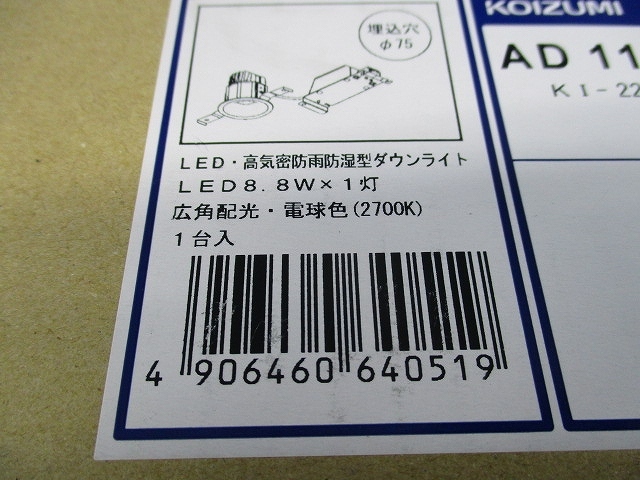 埋込穴
φ75
LED・高気密防雨防湿型ダウンライト
LED8.8W×1灯
広角配光・電球色(2700K)
1台入
4 906460 640519
KOIZUMI
AD 11
KI-22